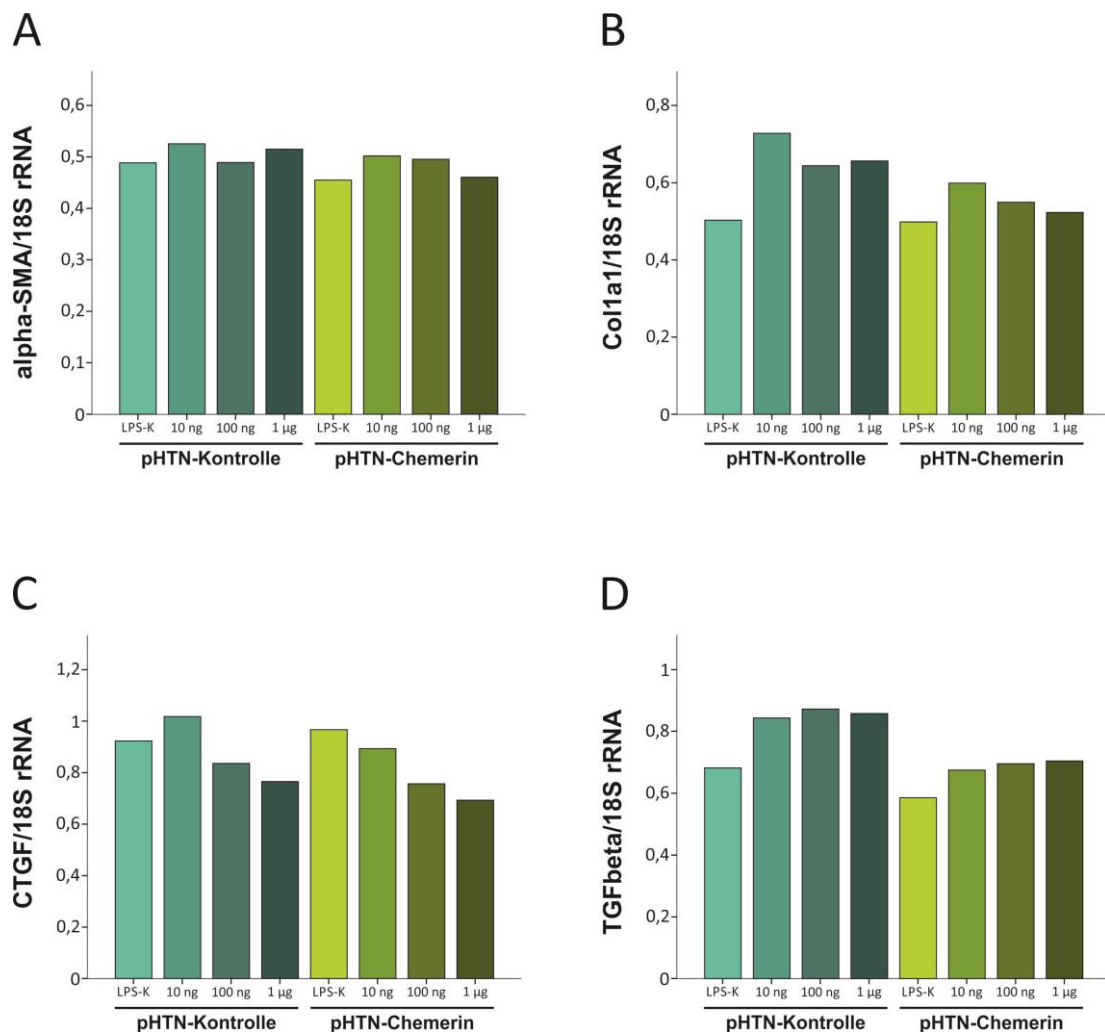 A
alpha-SMA/18S rRNA
0,6
0,5
0,4
0,3
0,2
0,1
0
LPS-K 10 ng 100 ng 1 µg LPS-K 10 ng 100 ng 1 µg
pHTN-Kontrolle pHTN-Chemerin
B
Col1a1/18S rRNA
0,8
0,6
0,4
0,2
0
LPS-K 10 ng 100 ng 1 µg LPS-K 10 ng 100 ng 1 µg
pHTN-Kontrolle pHTN-Chemerin
C
CTGF/18S rRNA
1,2
1
0,8
0,6
0,4
0,2
0
LPS-K 10 ng 100 ng 1 µg LPS-K 10 ng 100 ng 1 µg
pHTN-Kontrolle pHTN-Chemerin
D
TGFbeta/18S rRNA
1
0,8
0,6
0,4
0,2
0
LPS-K 10 ng 100 ng 1 µg LPS-K 10 ng 100 ng 1 µg
pHTN-Kontrolle pHTN-Chemerin